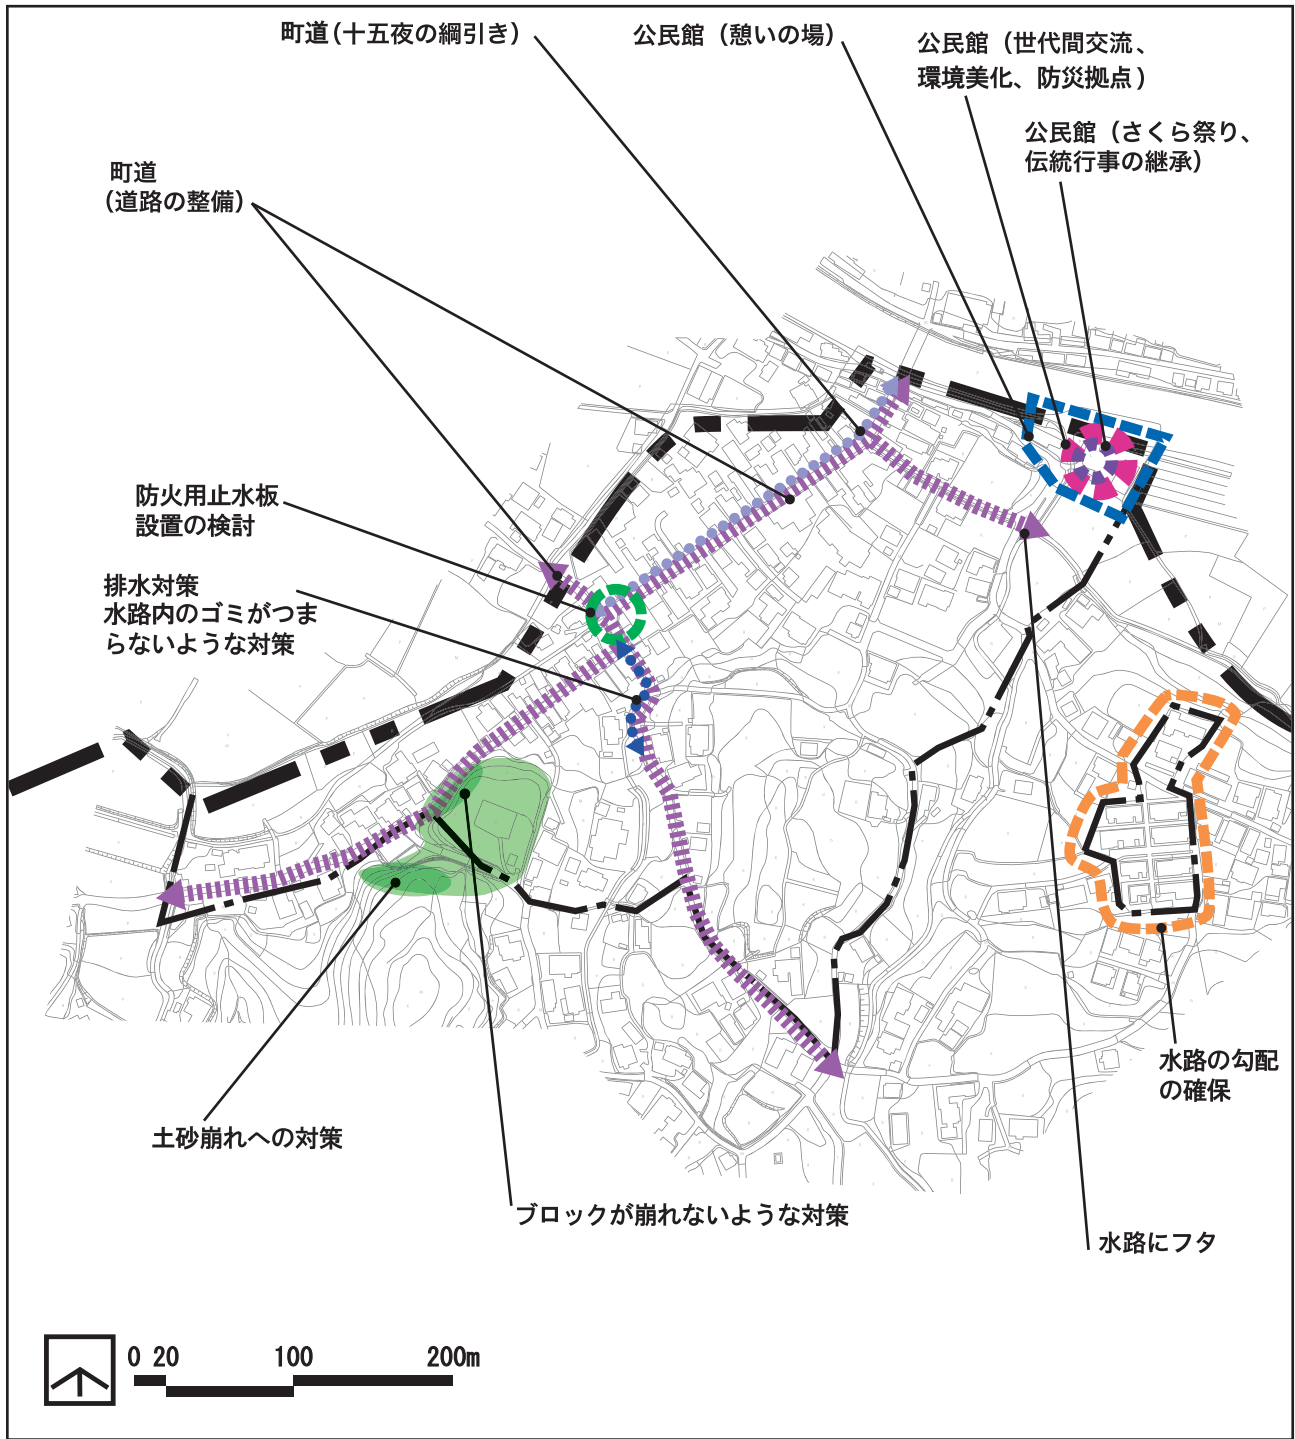 町道(十五夜の綱引き)
公民館（憩いの場）
公民館（世代間交流、
環境美化、防災拠点）
公民館（さくら祭り、
伝統行事の継承）
町道
(道路の整備)
防火用止水板
設置の検討
排水対策
水路内のゴミがつま
らないような対策
水路の勾配
の確保
土砂崩れへの対策
ブロックが崩れないような対策
水路にフタ
0 20 100 200m